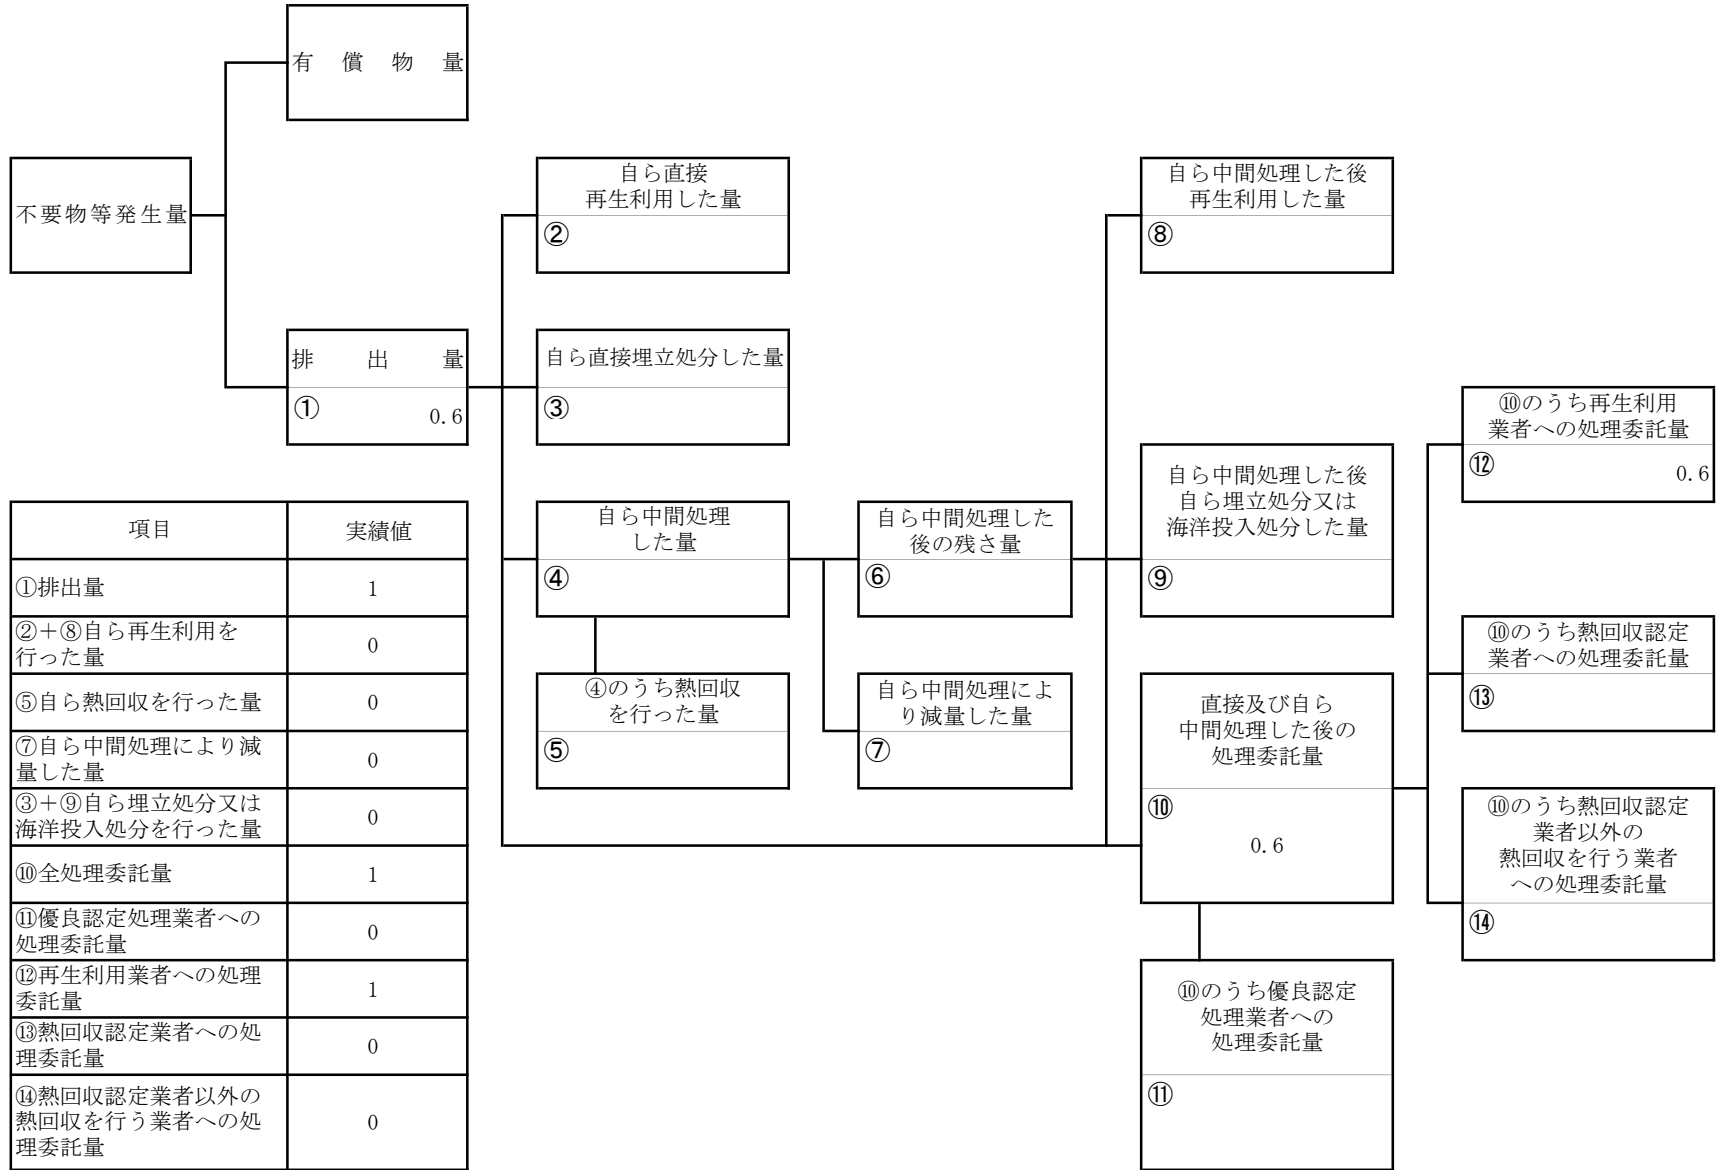 有償物量
不要物等発生量
排出量
①
0.6
自ら直接
再生利用した量
②
自ら直接埋立処分した量
③
自ら中間処理
した量
④
④のうち熱回収
を行った量
⑤
自ら中間処理した
後の残さ量
⑥
自ら中間処理によ
り減量した量
⑦
自ら中間処理した後
再生利用した量
⑧
自ら中間処理した後
自ら埋立処分又は
海洋投入処分した量
⑨
直接及び自ら
中間処理した後の
処理委託量
⑩
0.6
⑩のうち優良認定
処理業者への
処理委託量
⑪
⑩のうち再生利用
業者への処理委託量
⑫
0.6
⑩のうち熱回収認定
業者への処理委託量
⑬
⑩のうち熱回収認定
業者以外の
熱回収を行う業者
への処理委託量
⑭
項目 実績値
①排出量 1
②+⑧自ら再生利用を
行った量 0
⑤自ら熱回収を行った量 0
⑦自ら中間処理により減
量した量 0
③+⑨自ら埋立処分又は
海洋投入処分を行った量 0
⑩全処理委託量 1
⑪優良認定処理業者への
処理委託量 0
⑫再生利用業者への処理
委託量 1
⑬熱回収認定業者への処
理委託量 0
⑭熱回収認定業者以外の
熱回収を行う業者への処
理委託量 0